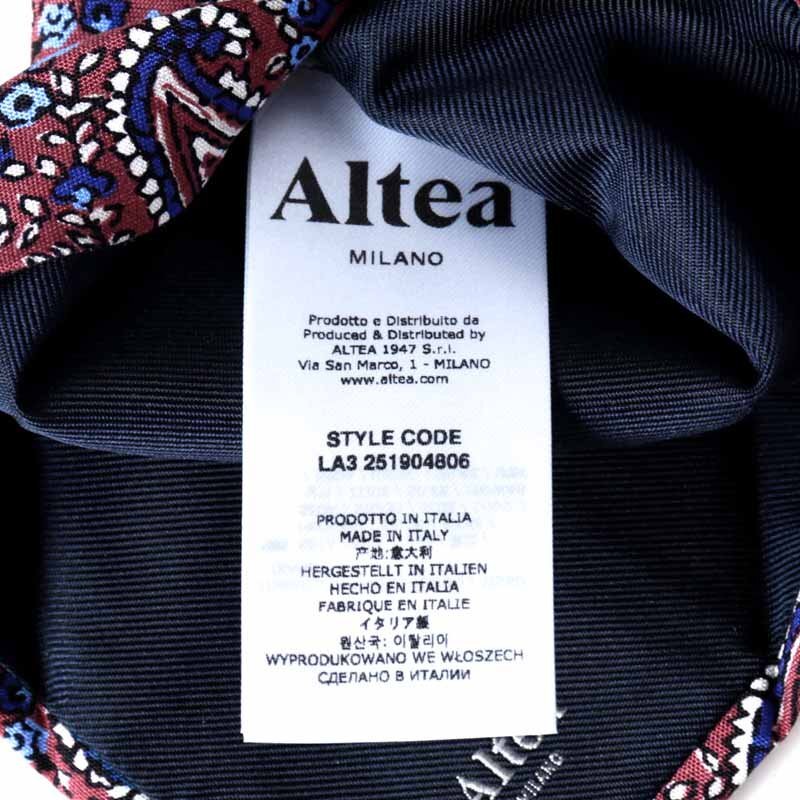 Altea
MILANO
Prodotto e Distribuito da
Produced & Distributed by
ALTEA 1947 S.r.l.
Via San Marco, 1 - MILANO
www.altea.com
STYLE CODE
LA3 251904806
PRODOTTO IN ITALIA
MADE IN ITALY
产地:意大利
HERGESTELLT IN ITALIEN
HECHO EN ITALIA
FABRIQUE EN ITALIE
イタリア製
원산국: 이탈리아
WYPRODUKOWANO WE WŁOSZECH
СДЕЛАНО В ИТАЛИИ
Altea
MILANO